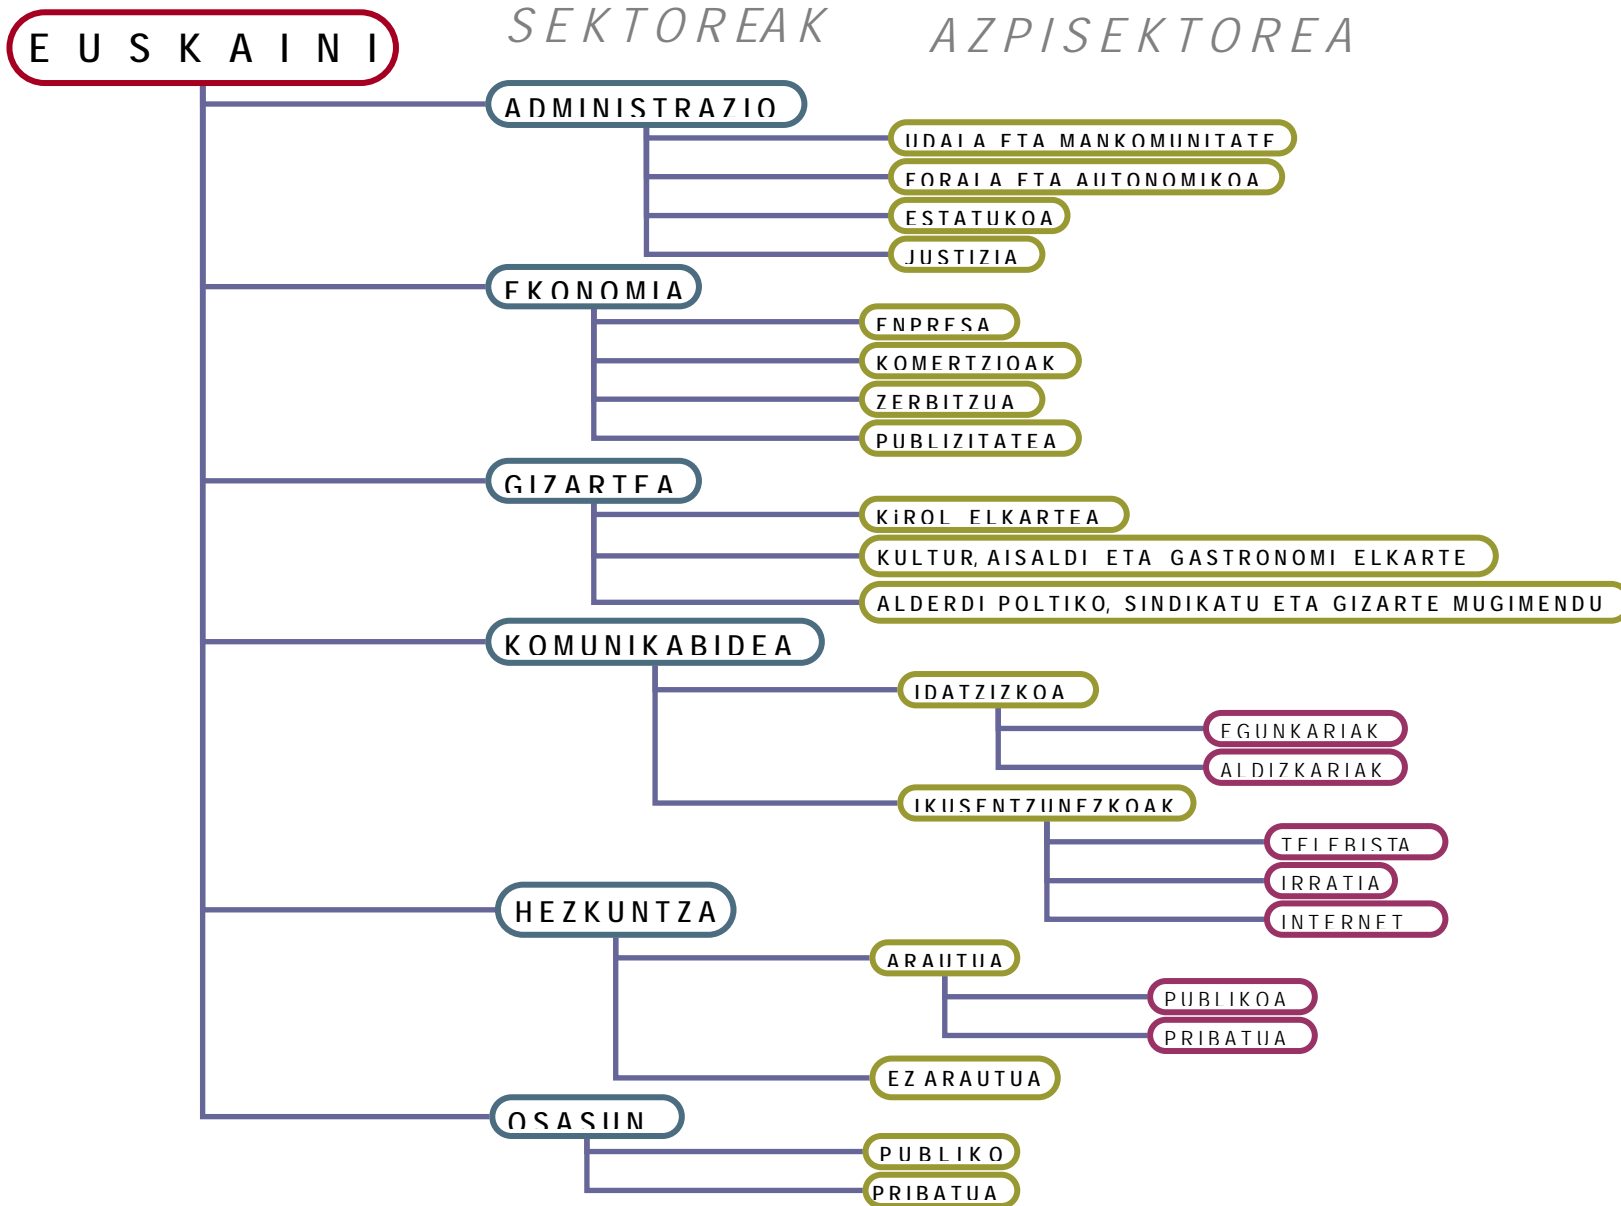 EUSKAINI
SEKTOREAK
AZPISEKTOREA
ADMINISTRAZIO
UDALA ETA MANKOMUNITATE
FORALA ETA AUTONOMIKOA
ESTATUKOA
JUSTIZIA
EKONOMIA
ENPRESA
KOMERTZIOAK
ZERBITZUA
PUBLIZITATEA
GIZARTEA
KiROL ELKARTEA
KULTUR, AISALDI ETA GASTRONOMI ELKARTE
ALDERDI POLTIKO, SINDIKATU ETA GIZARTE MUGIMENDU
KOMUNIKABIDEA
IDATZIZKOA
EGUNKARIAK
ALDIZKARIAK
IKUSENTZUNEZKOAK
TELEBISTA
IRRATIA
INTERNET
HEZKUNTZA
ARAUTUA
PUBLIKOA
PRIBATUA
EZ ARAUTUA
OSASUN
PUBLIKO
PRIBATUA